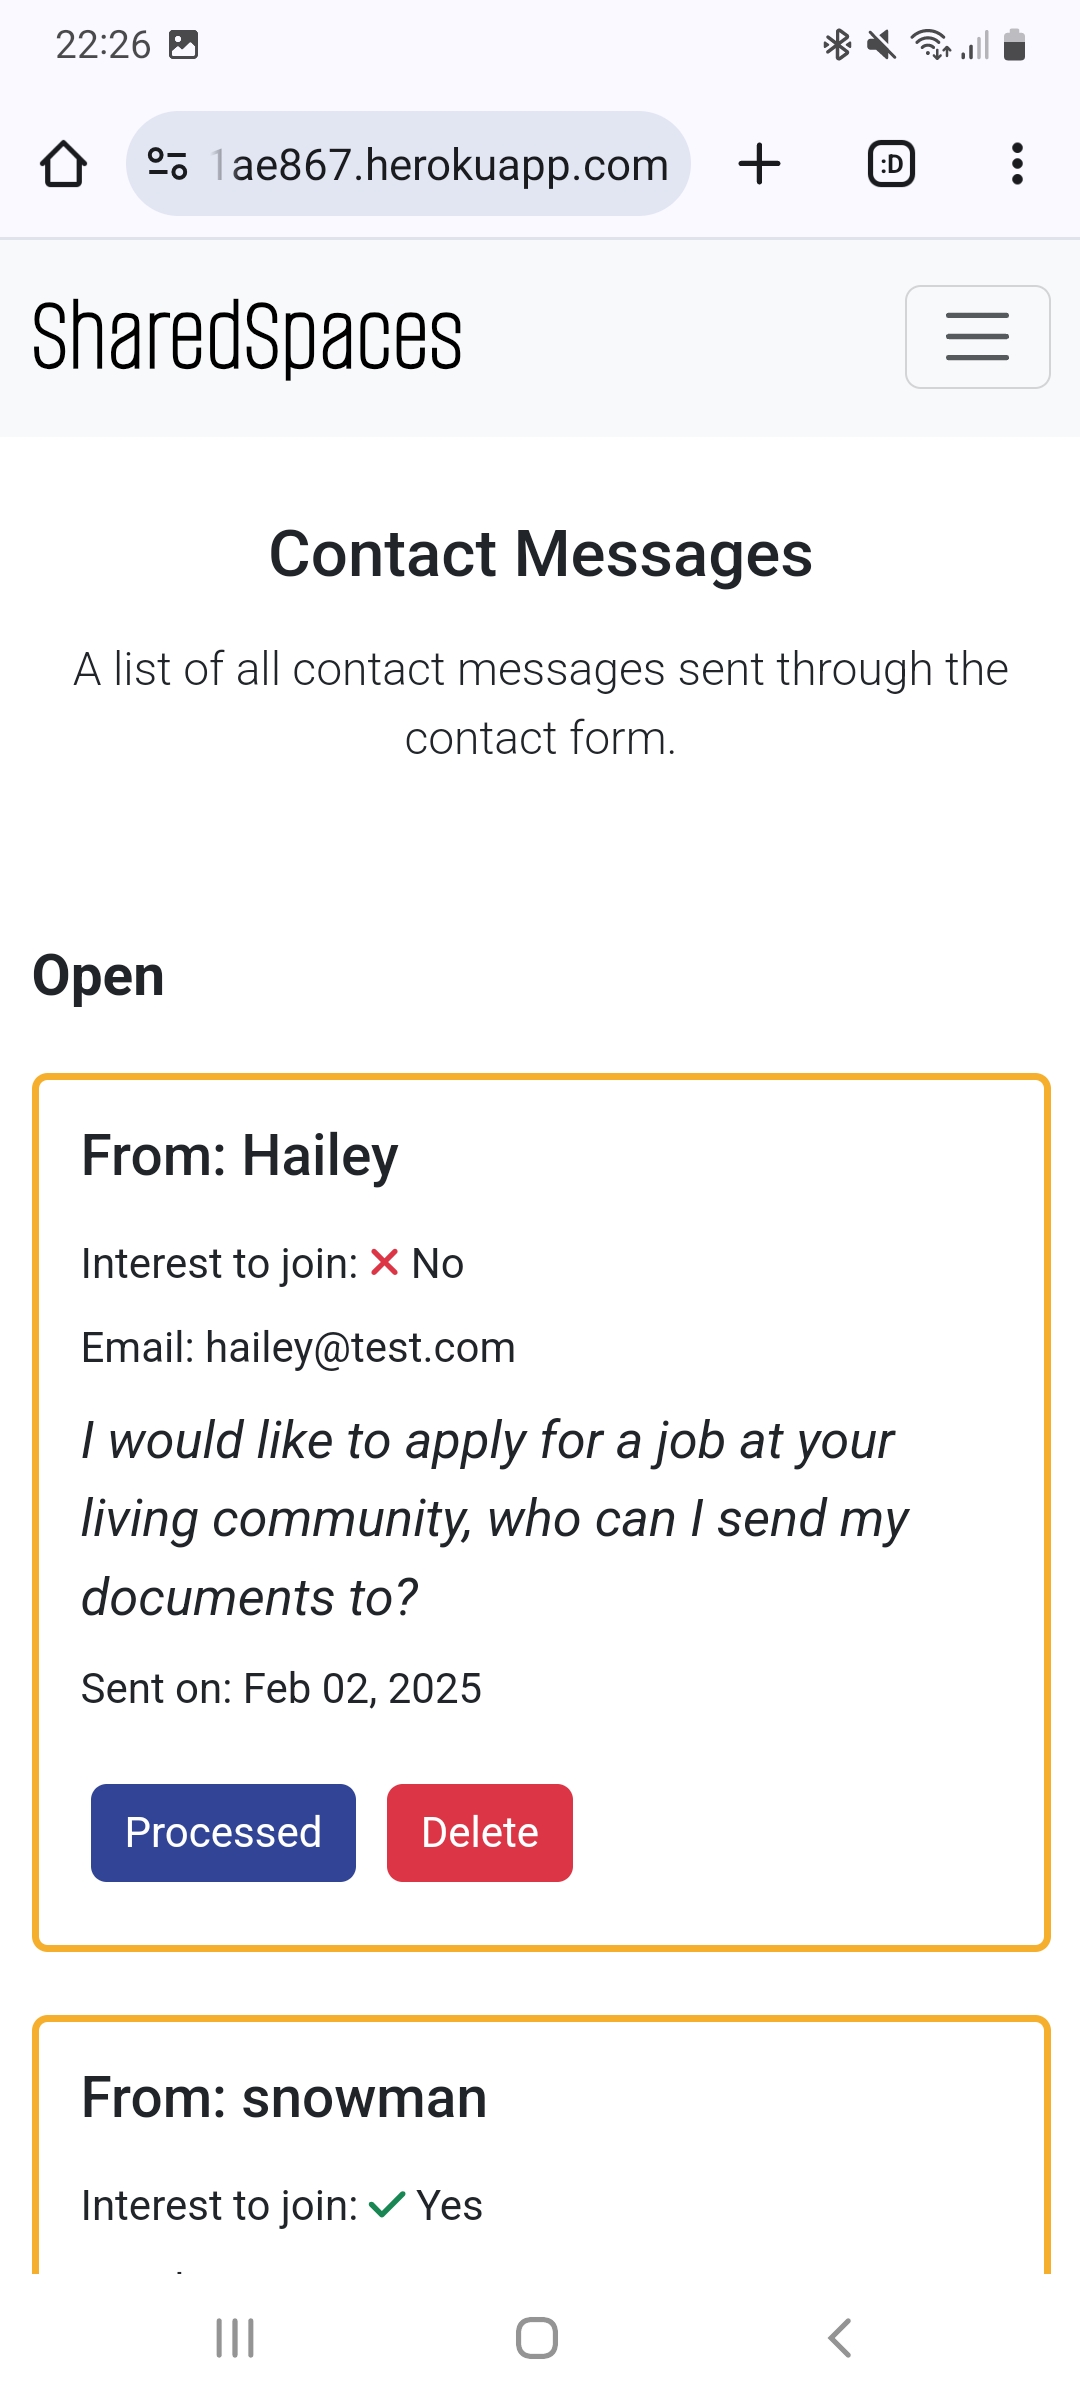 22:26
1ae867.herokuapp.com
:D
SharedSpaces
Contact Messages
A list of all contact messages sent through the
contact form.
Open
From: Hailey
Interest to join: ❌ No
Email: hailey@test.com
I would like to apply for a job at your
living community, who can I send my
documents to?
Sent on: Feb 02, 2025
Processed Delete
From: snowman
Interest to join: ✓ Yes